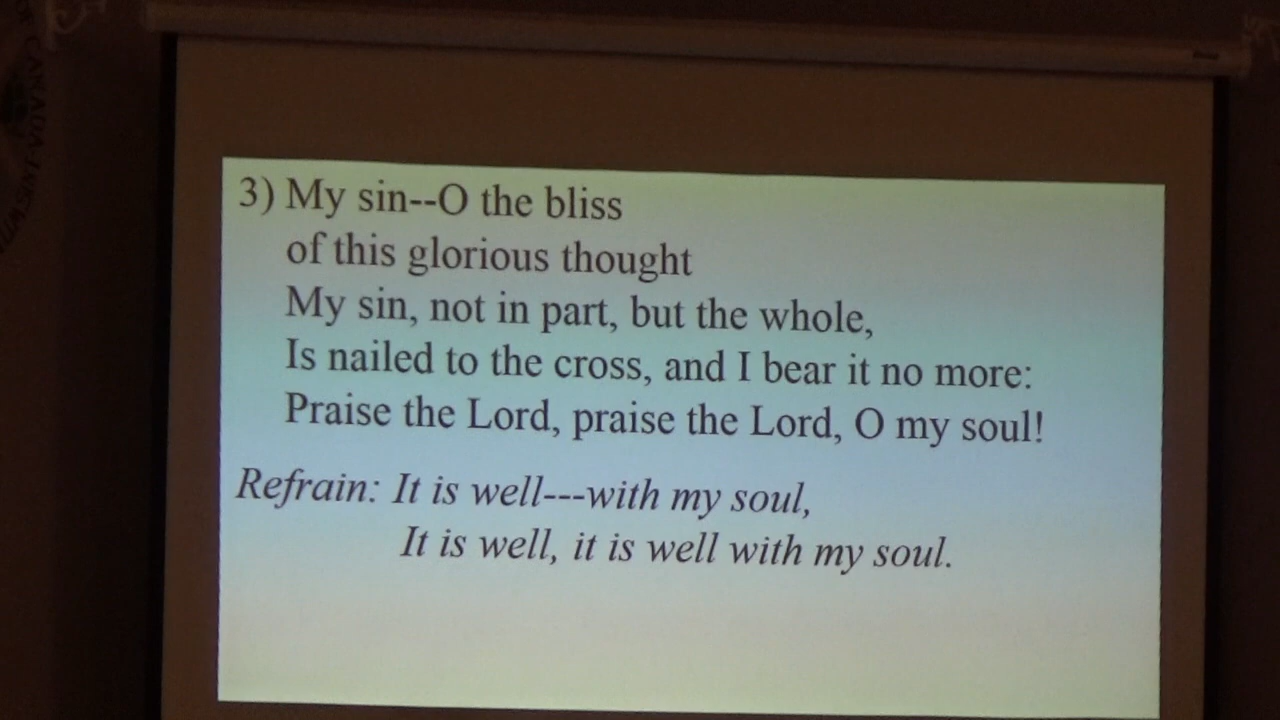 3) My sin--O the bliss
of this glorious thought
My sin, not in part, but the whole,
Is nailed to the cross, and I bear it no more:
Praise the Lord, praise the Lord, O my soul!
Refrain: It is well---with my soul,
It is well, it is well with my soul.